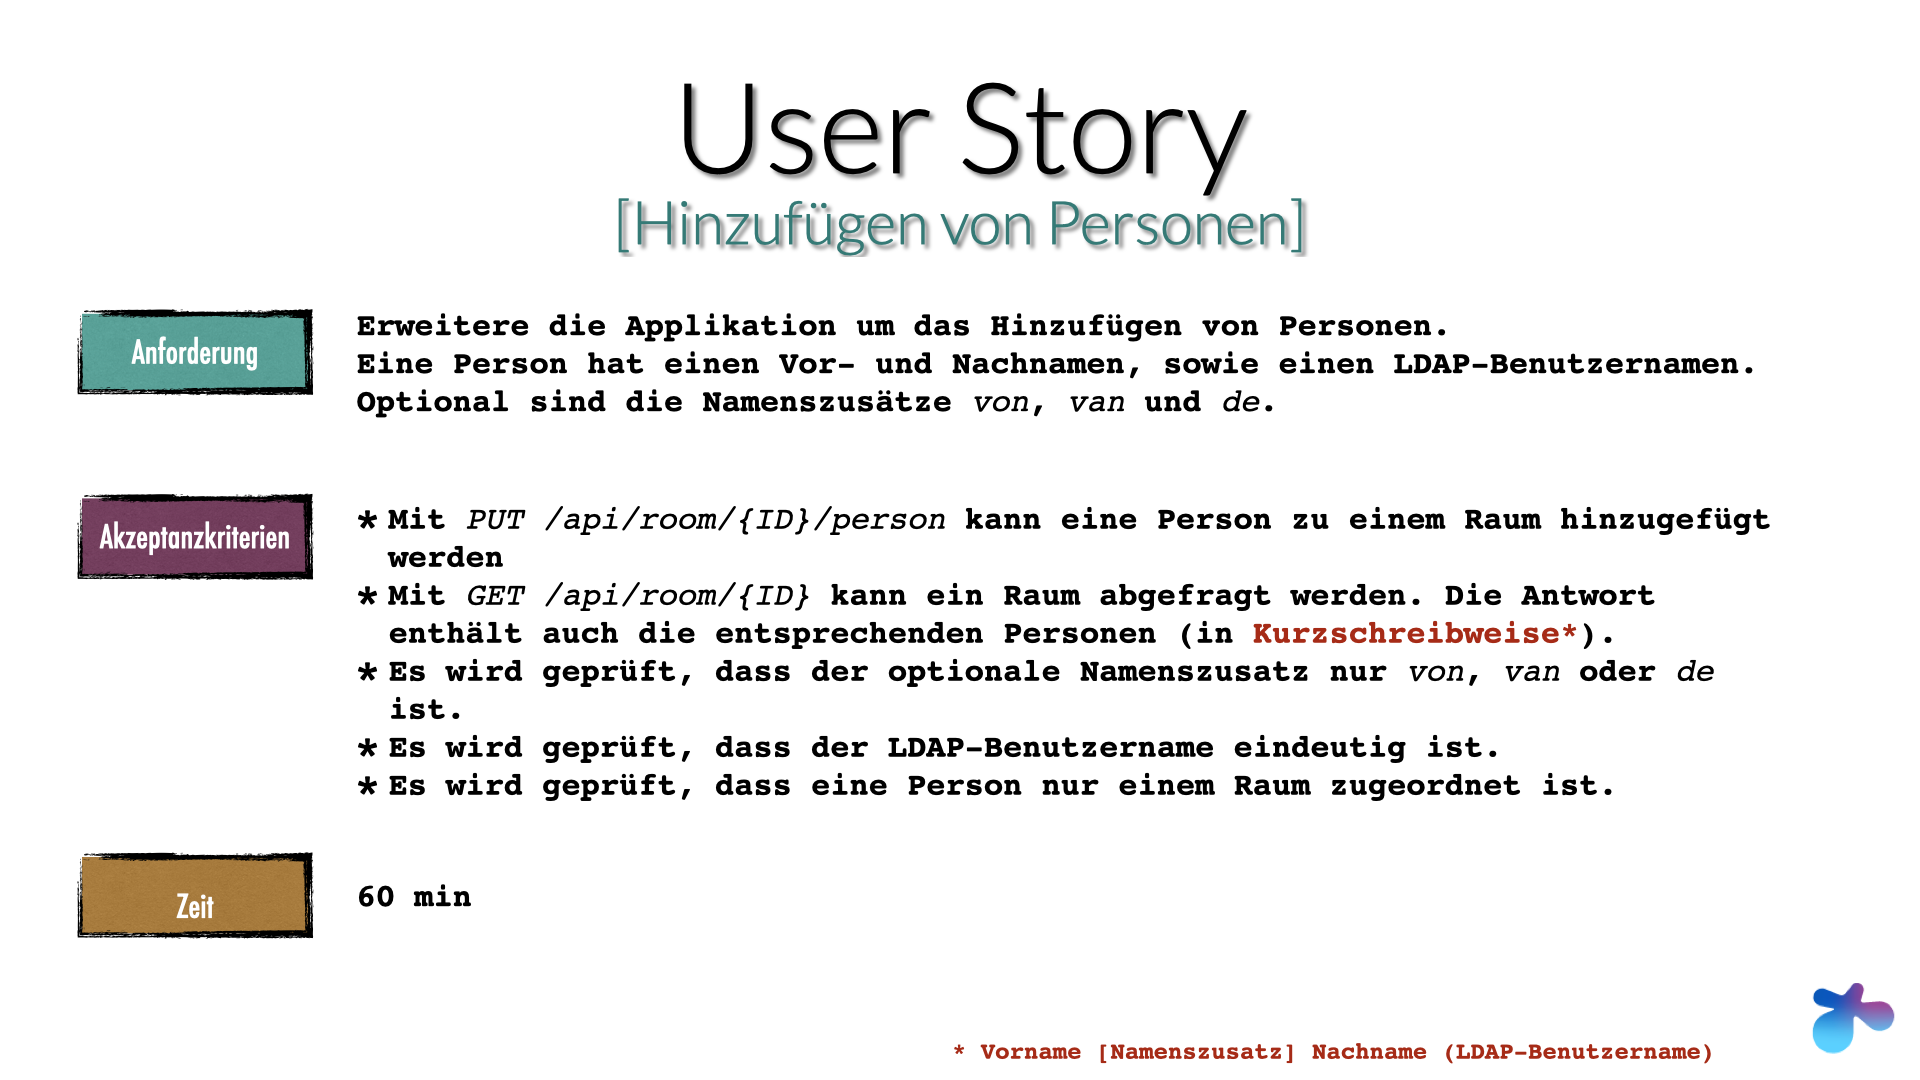 User Story
[Hinzufügen von Personen]
Anforderung
Erweitere die Applikation um das Hinzufügen von Personen.
Eine Person hat einen Vor- und Nachnamen, sowie einen LDAP-Benutzernamen.
Optional sind die Namenszusätze von, van und de.
Akzeptanzkriterien
* Mit PUT /api/room/{ID}/person kann eine Person zu einem Raum hinzugefügt
werden
* Mit GET /api/room/{ID} kann ein Raum abgefragt werden. Die Antwort
enthält auch die entsprechenden Personen (in Kurzschreibweise*).
* Es wird geprüft, dass der optionale Namenszusatz nur von, van oder de
ist.
* Es wird geprüft, dass der LDAP-Benutzername eindeutig ist.
* Es wird geprüft, dass eine Person nur einem Raum zugeordnet ist.
Zeit
60 min
* Vorname [Namenszusatz] Nachname (LDAP-Benutzername)